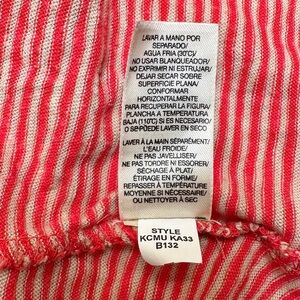 LAVAR A MANO POR
SEPARADO/
AGUA FRIA (30°C)/
NO USAR BLANQUEADOR/
NO EXPRIMIR NI ESTRUJAR/
DEJAR SECAR SOBRE
SUPERFICIE PLANA/
CONFORMAR
HORIZONTALMENTE
PARA RECUPERAR LA FIGURA/
PLANCHA A TEMPERATURA
BAJA (110°C) SI ES NECESARIO/
O SE PUEDE LAVER EN SECO
LAVER À LA MAIN SÉPARÉMENT/
L'EAU FROIDE/
NE PAS JAVELLISER/
NE PAS TORDRE NI ESSORER/
SÉCHAGE À PLAT/
ÉTIRAGE EN FORME/
REPASSER À TEMPÉRATURE
MOYENNE SI NÉCESSAIRE/
OU NETTOYER À SEC
STYLE
KCMU KA33
B132